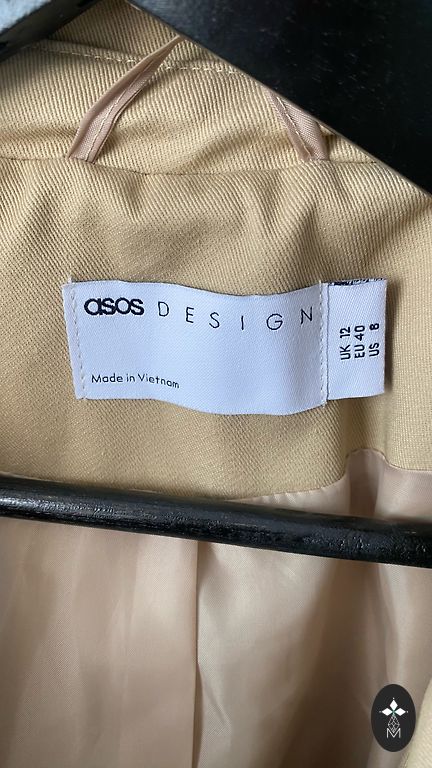 asos DESIGN
Made in Vietnam
UK 12
EU 40
US 8
M